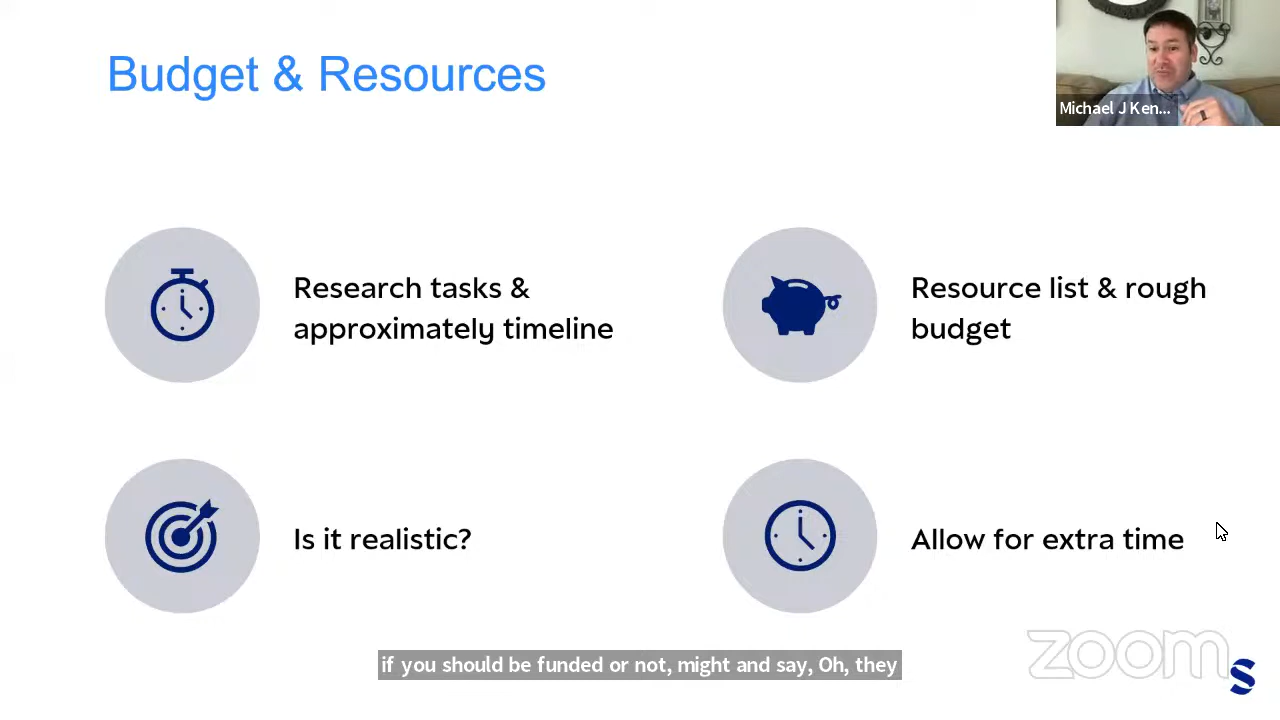 Budget & Resources
Michael J Ken...
Research tasks &
approximately timeline
Resource list & rough
budget
Is it realistic?
Allow for extra time
if you should be funded or not, might and say, Oh, they
zoom
S